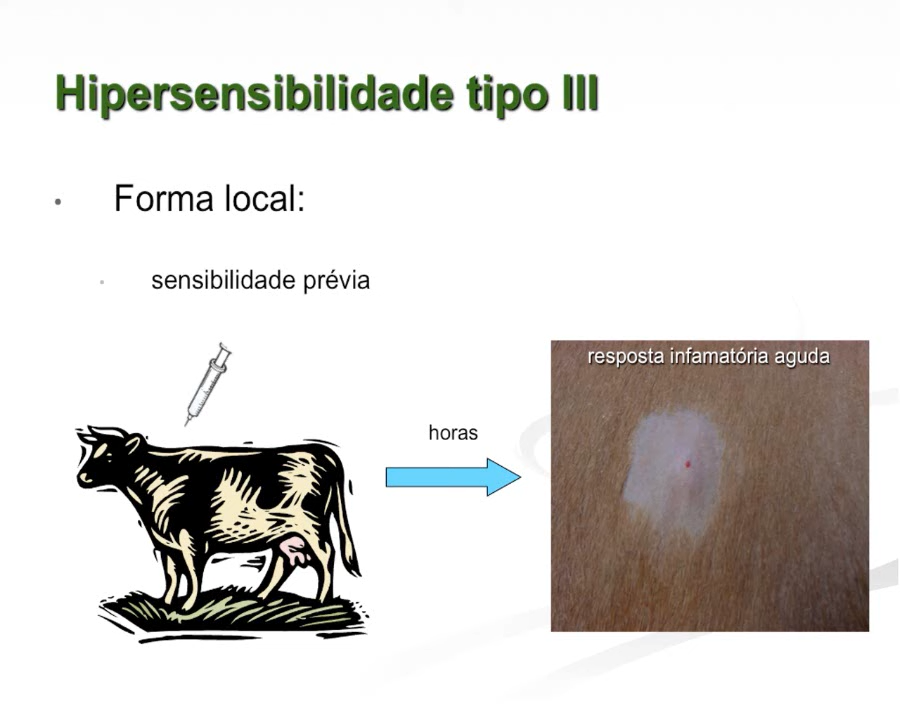 Hipersensibilidade tipo III
Forma local:
sensibilidade prévia
resposta infamatória aguda
horas